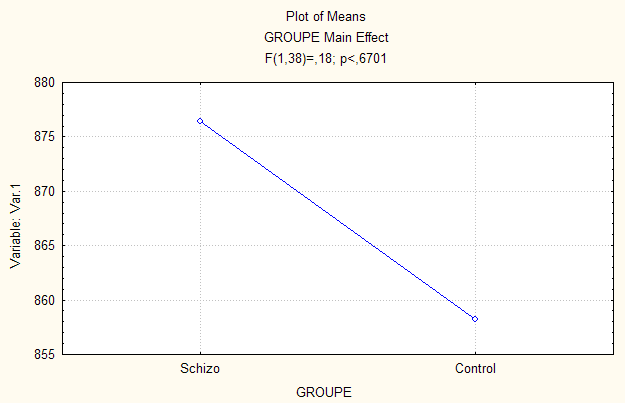 Plot of Means
GROUPE Main Effect
F(1,38)=,18; p<,6701
Variable: Var.1
880
875
870
865
860
855
Schizo Control
GROUPE